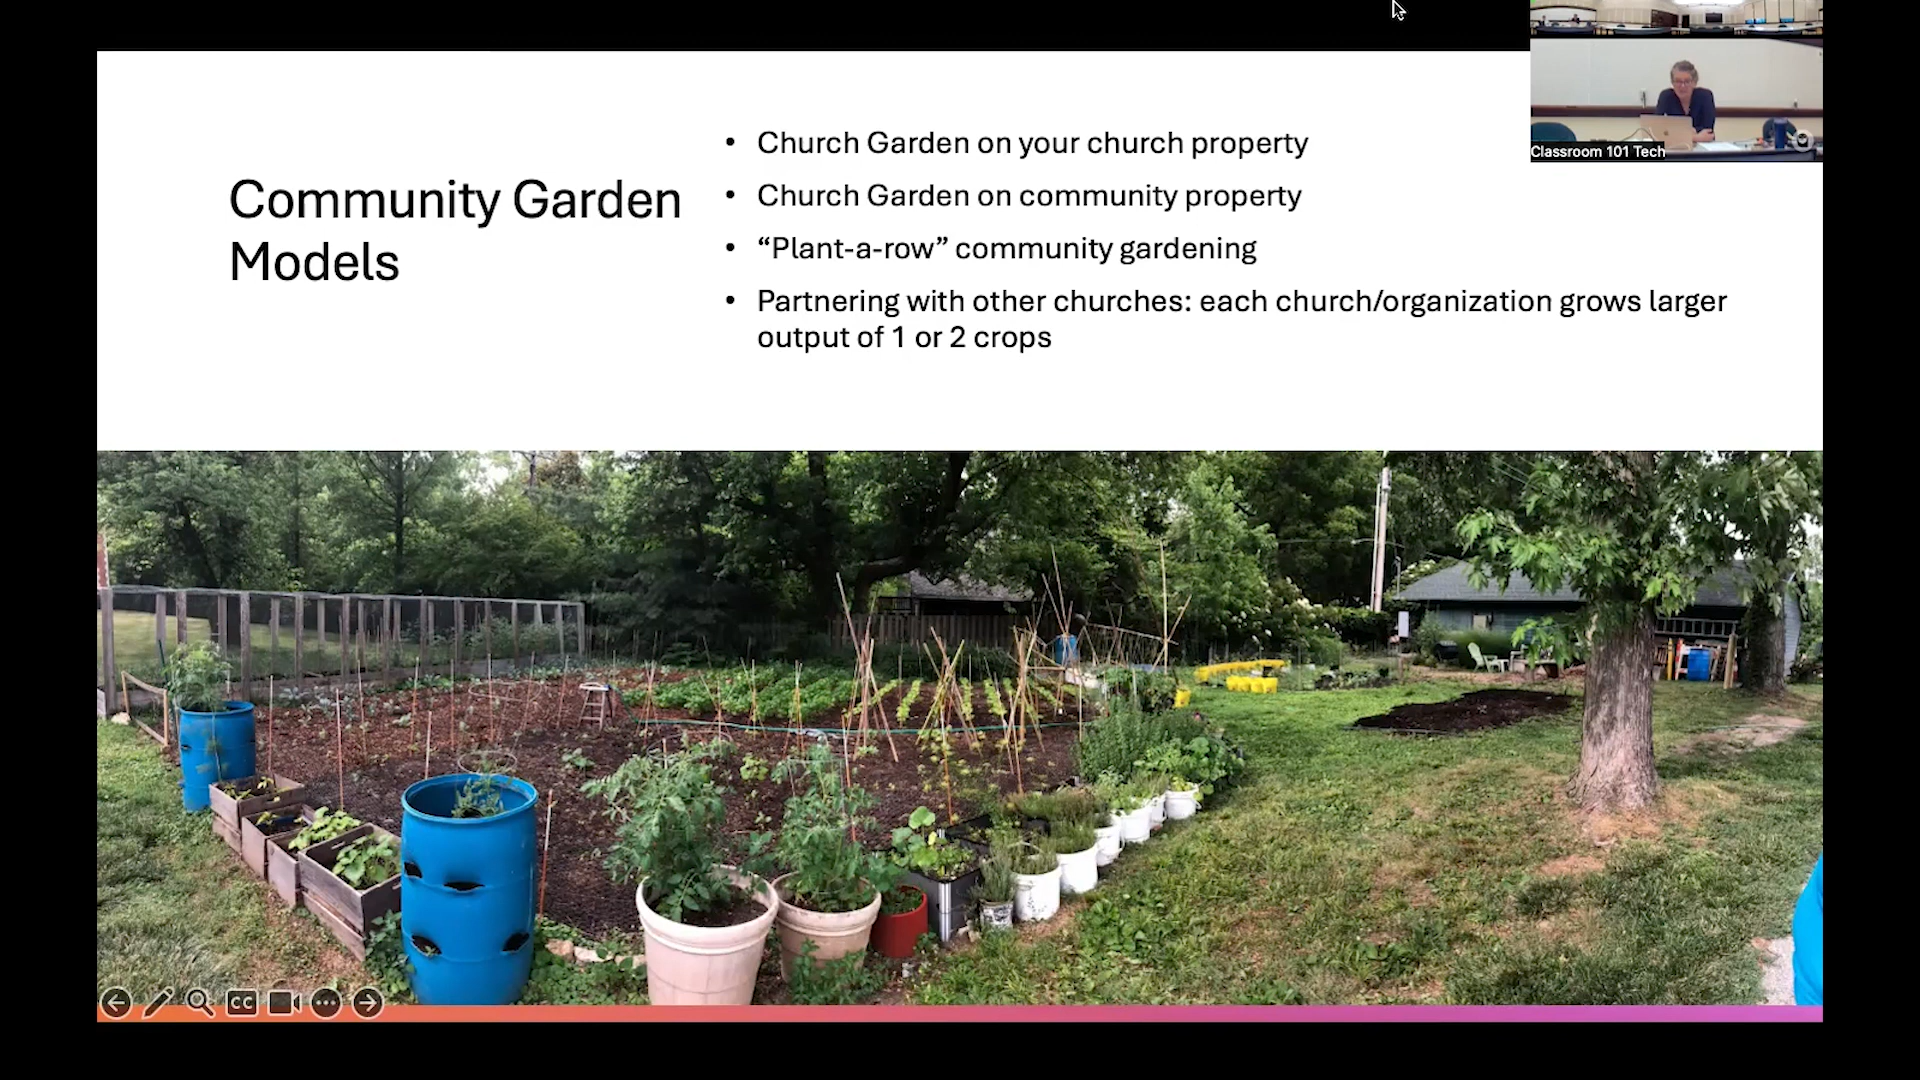 Community Garden
Models
• Church Garden on your church property
• Church Garden on community property
• “Plant-a-row” community gardening
• Partnering with other churches: each church/organization grows larger
output of 1 or 2 crops
Classroom 101 Tech
CC